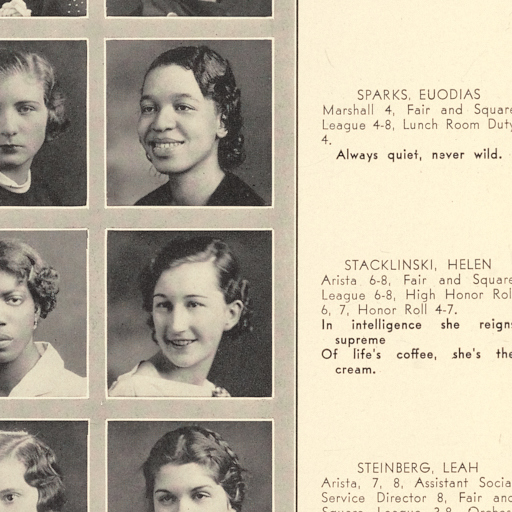 SPARKS, EUODIAS
Marshall 4, Fair and Square
League 4-8, Lunch Room Duty
4.
Always quiet, never wild.
STACKLINSKI, HELEN
Arista 6-8, Fair and Square
League 6-8, High Honor Roll
6, 7, Honor Roll 4-7.
In intelligence she reigns
supreme
Of life's coffee, she's the
cream.
STEINBERG, LEAH
Arista, 7, 8, Assistant Social
Service Director 8, Fair and
Square League